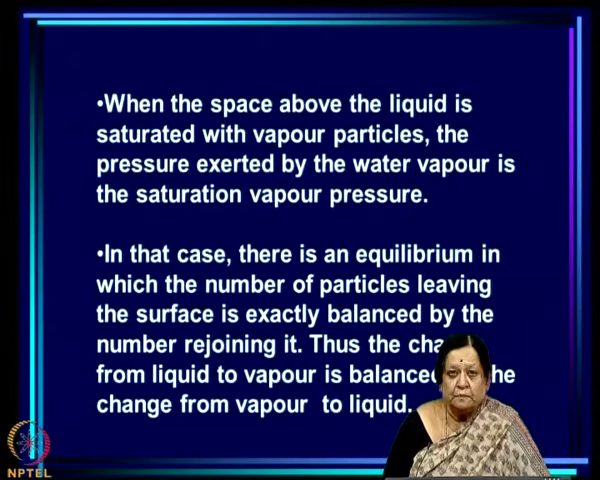 •When the space above the liquid is
saturated with vapour particles, the
pressure exerted by the water vapour is
the saturation vapour pressure.
•In that case, there is an equilibrium in
which the number of particles leaving
the surface is exactly balanced by the
number rejoining it. Thus the
from liquid to vapour is balanced
change from vapour to liquid.
NPTEL